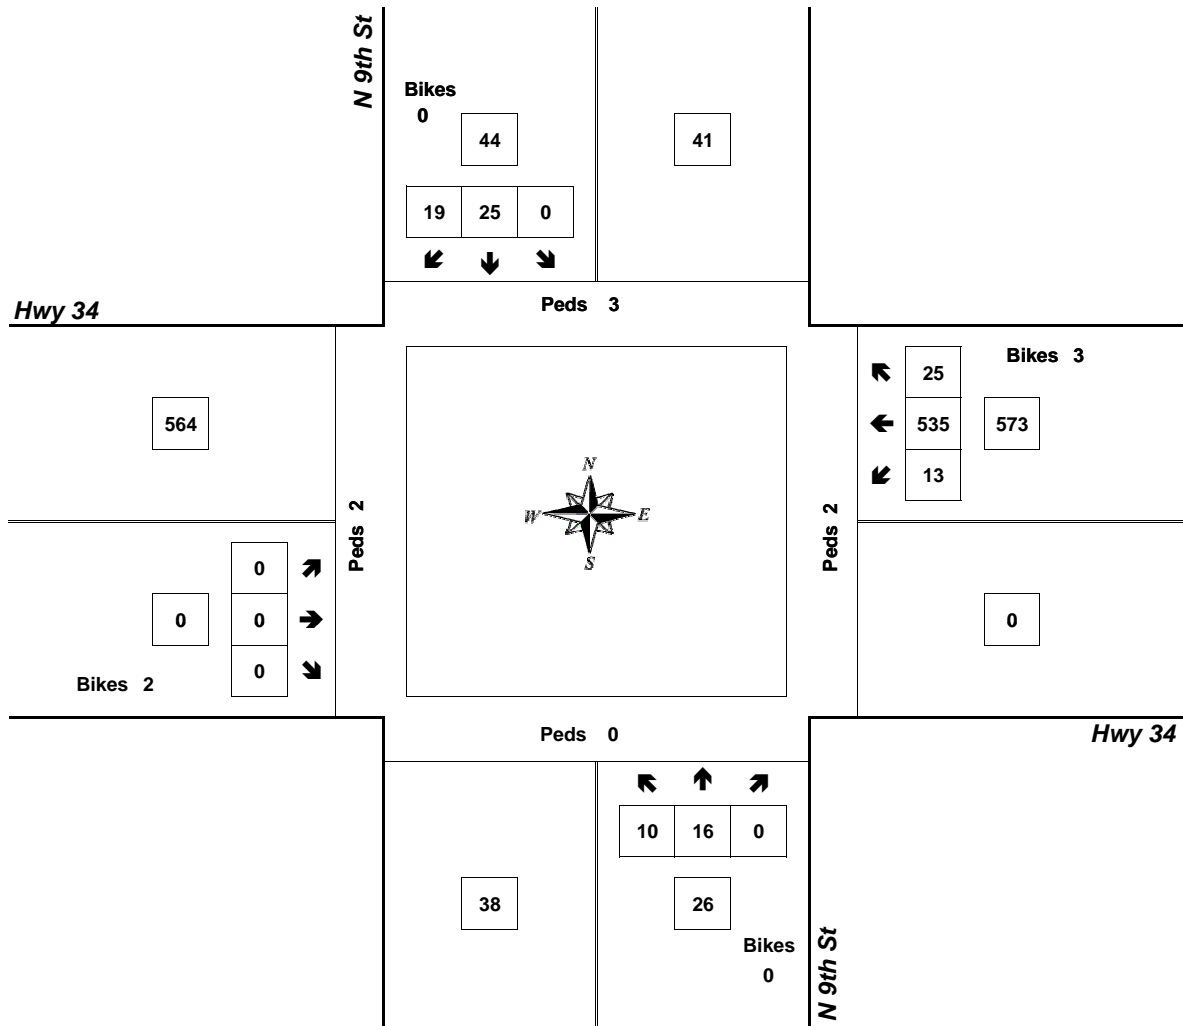 N 9th St
Bikes
0
44
41
19 25 0
Peds 3
Hwy 34
Bikes 3
25
564
535 573
13
N
W E
S
Peds 2
Peds 2
0
0 0
0
0
Bikes 2
Peds 0
Hwy 34
10 16 0
38
26
Bikes
0
N 9th St